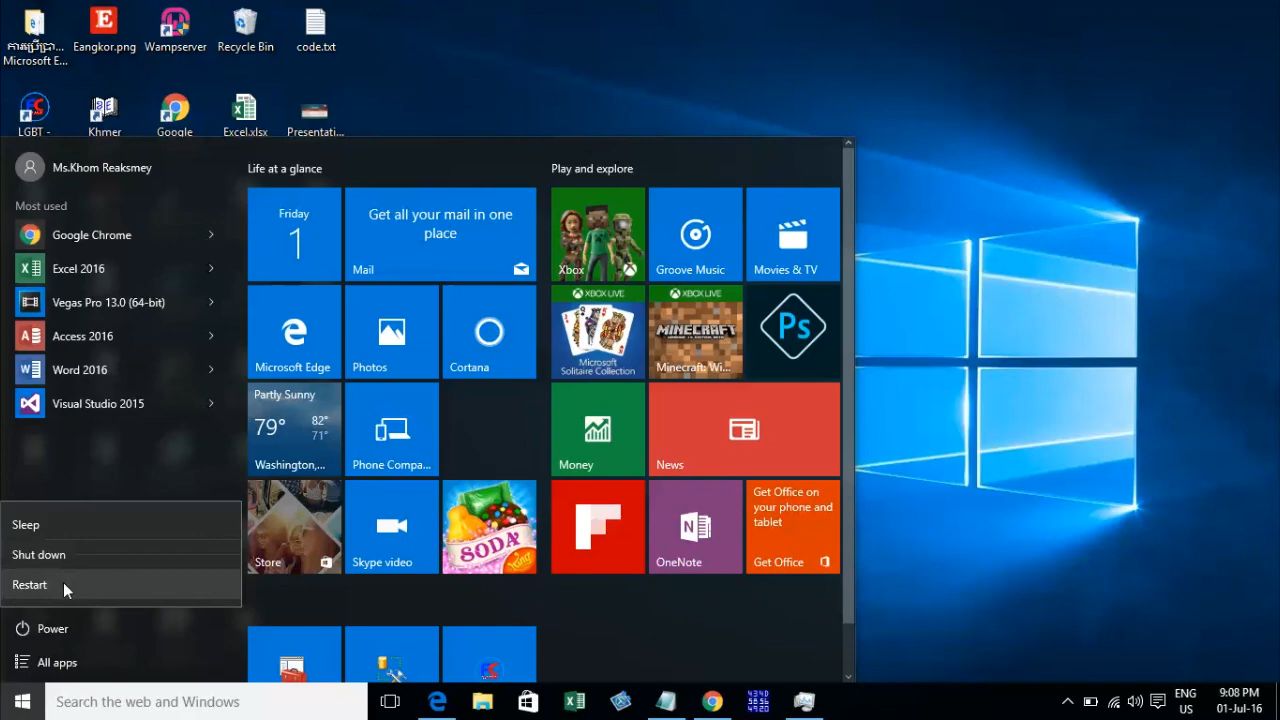 Microsoft E...
Eangkor.png
Wampserver
Recycle Bin
code.txt
LGBT -
Khmer
Google
Excel.xlsx
Presentati...
Ms.Khom Reaksmey
Most used
Google Chrome
Excel 2016
Vegas Pro 13.0 (64-bit)
Access 2016
Word 2016
Visual Studio 2015
Sleep
Shut down
Restart
Power
All apps
Life at a glance
Friday
1
Get all your mail in one
place
Mail
Microsoft Edge
Photos
Cortana
Partly Sunny
79°
82°
71°
Washington,...
Phone Compa...
Store
Skype video
SODA
King
Play and explore
Xbox
Groove Music
Movies & TV
XBOX LIVE
Microsoft
Solitaire Collection
XBOX LIVE
MINECRAFT
Minecraft: Wi...
Ps
Money
News
OneNote
Get Office on
your phone and
tablet
Get Office
Search the web and Windows
ENG
US
9:08 PM
01-Jul-16